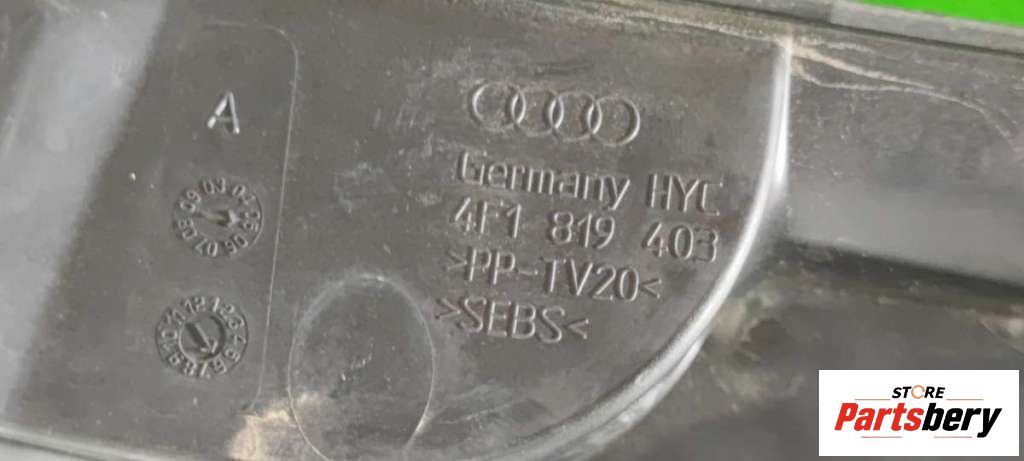 A
Germany HYC
4F1 819 403
>PP-TV20<
>SEBS<
STORE
Partsbery